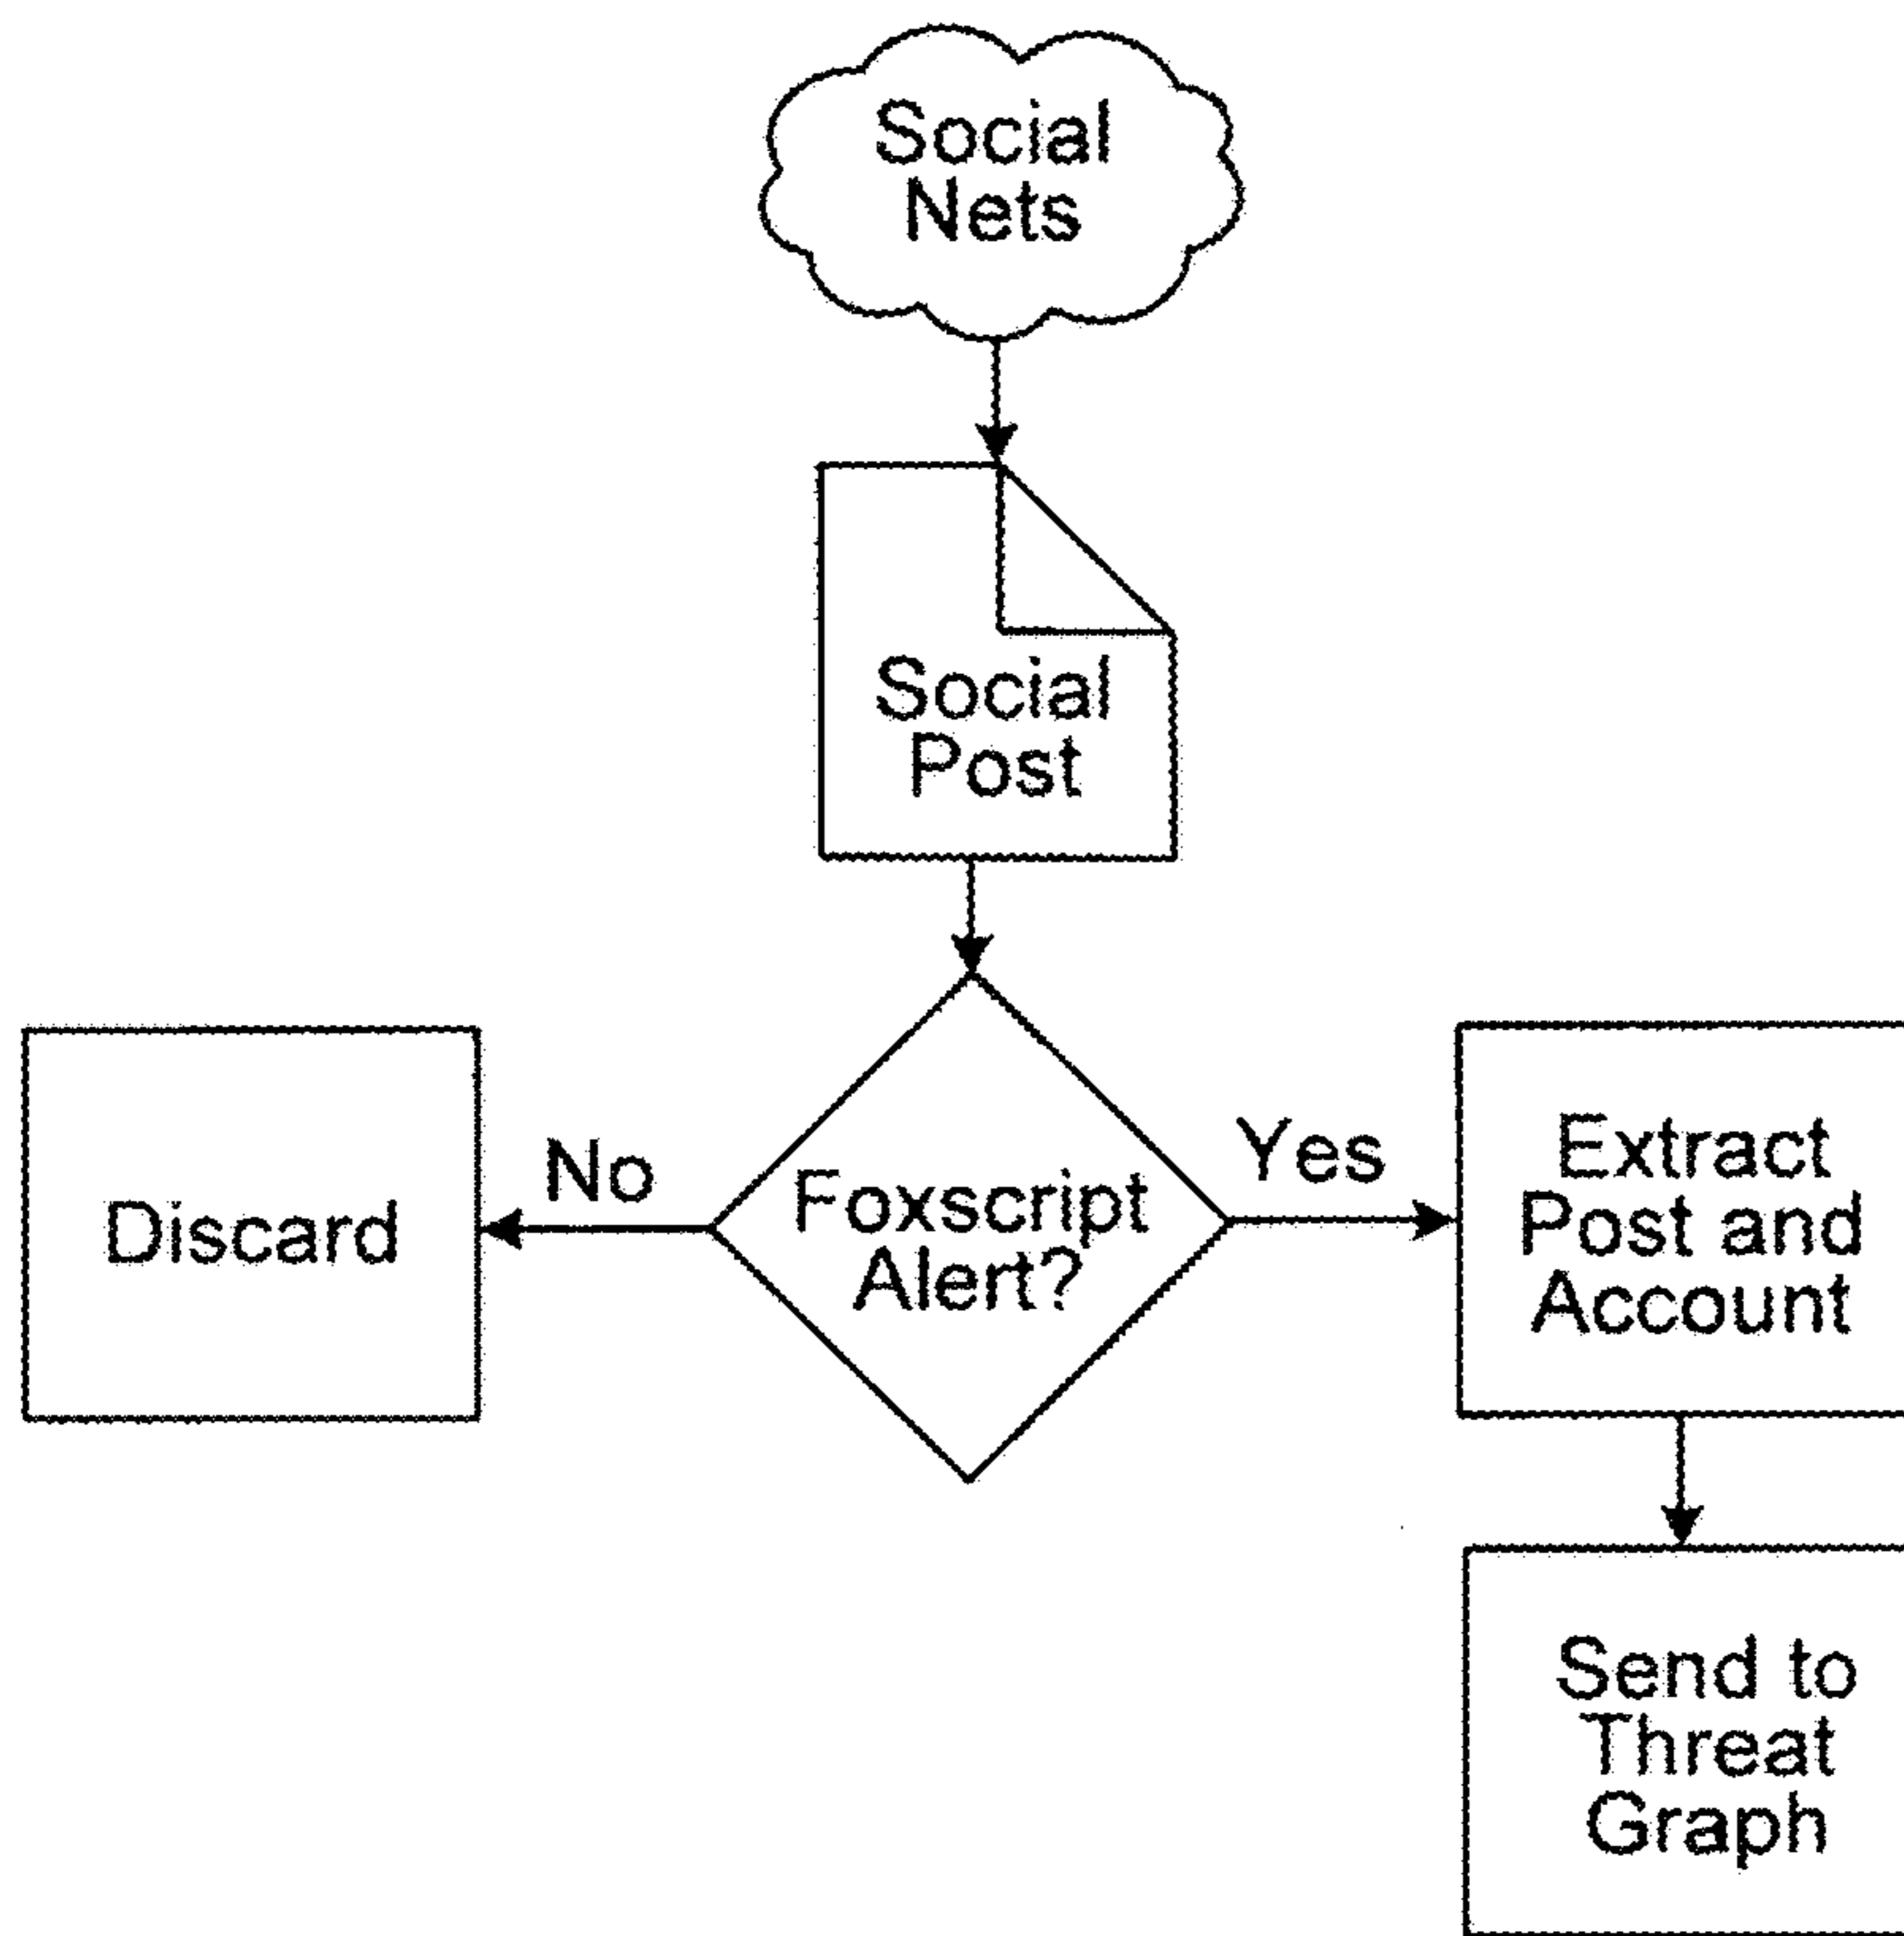 Social
Nets
Social
Post
No
Yes
Discard
Foxscript
Alert?
Extract
Post and
Account
Send to
Threat
Graph